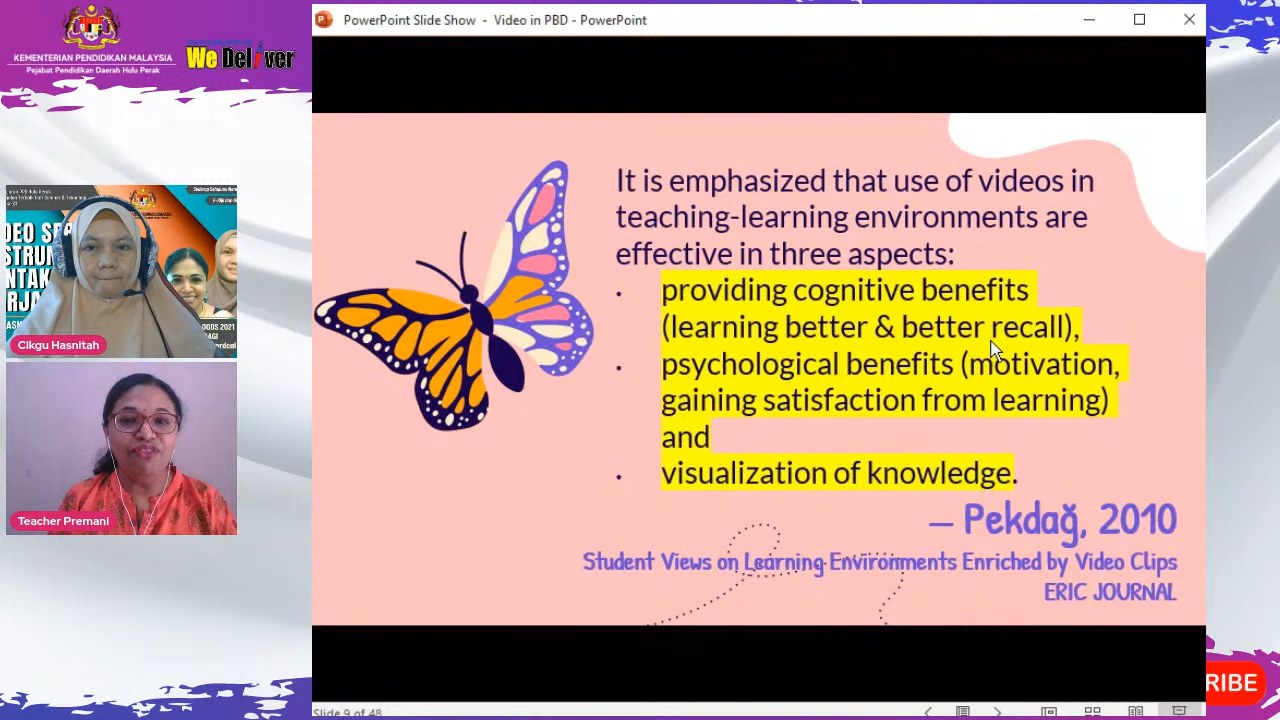 KEMENTERIAN PENDIDIKAN MALAYSIA
Pejabat Pendidikan Daerah Hulu Perak
We Deliver
PowerPoint Slide Show - Video in PBD - PowerPoint
It is emphasized that use of videos in
teaching-learning environments are
effective in three aspects:
• providing cognitive benefits
(learning better & better recall),
• psychological benefits (motivation,
gaining satisfaction from learning)
and
• visualization of knowledge.
– Pekdağ, 2010
Student Views on Learning Environments Enriched by Video Clips
ERIC JOURNAL
Cikgu Hasnitah
Teacher Premani
RIBE
Slide 9 of 48